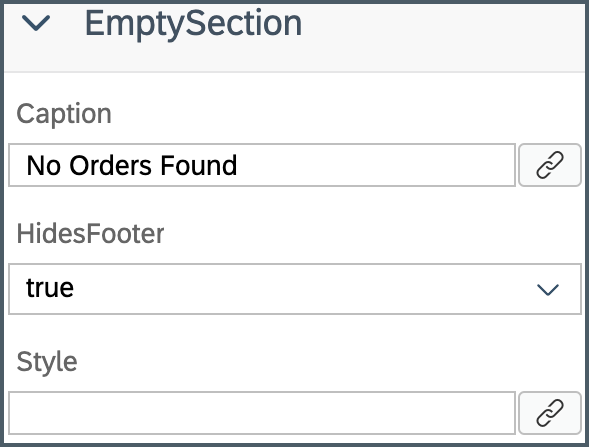 EmptySection
Caption
No Orders Found
HidesFooter
true
Style